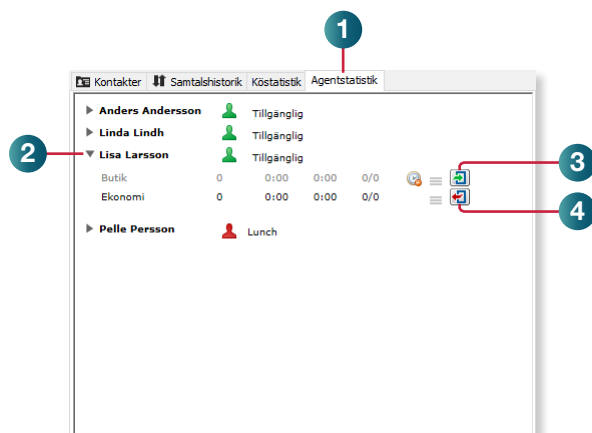 1
Kontakter Samtalshistorik Köstatistik Agentstatistik
Anders Andersson Tillgänglig
Linda Lindh Tillgänglig
2 Lisa Larsson Tillgänglig
Butik 0 0:00 0:00 0/0 3
Ekonomi 0 0:00 0:00 0/0 4
Pelle Persson Lunch